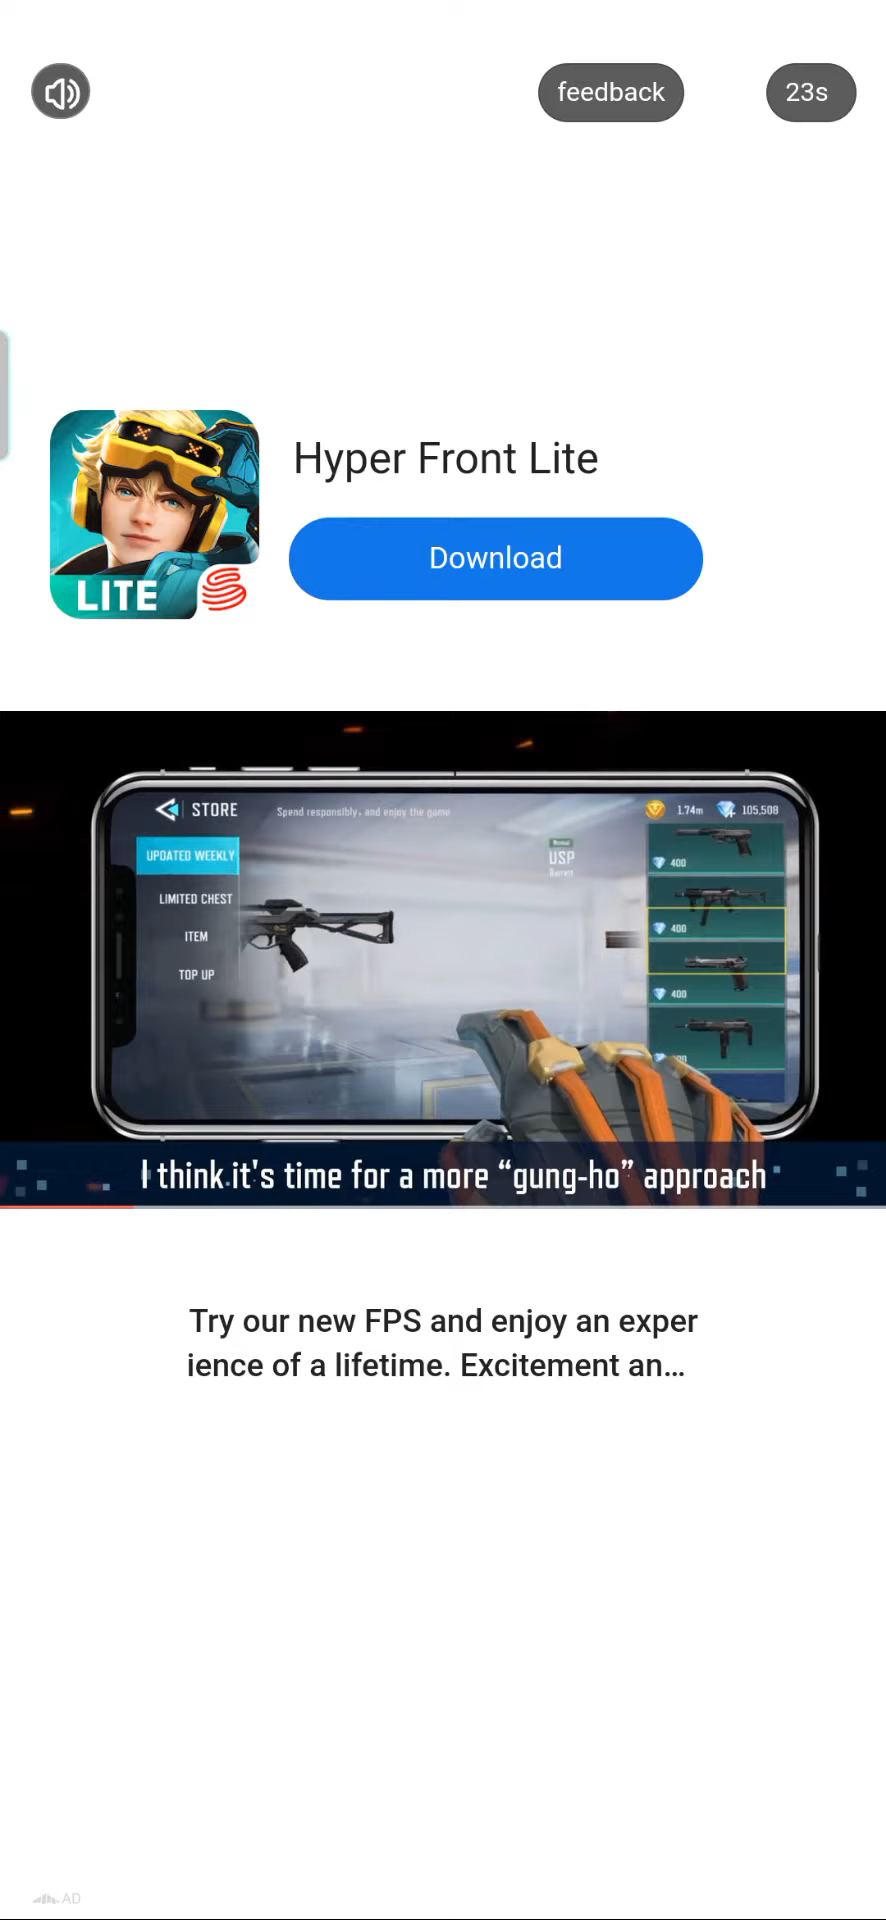 feedback
23s
LITE
Hyper Front Lite
Download
STORE
Spend responsibly, and enjoy the game
1.74m
105,508
UPDATED WEEKLY
LIMITED CHEST
ITEM
TOP UP
USP
400
400
400
I think it's time for a more “gung-ho” approach
Try our new FPS and enjoy an exper
ience of a lifetime. Excitement an...
AD